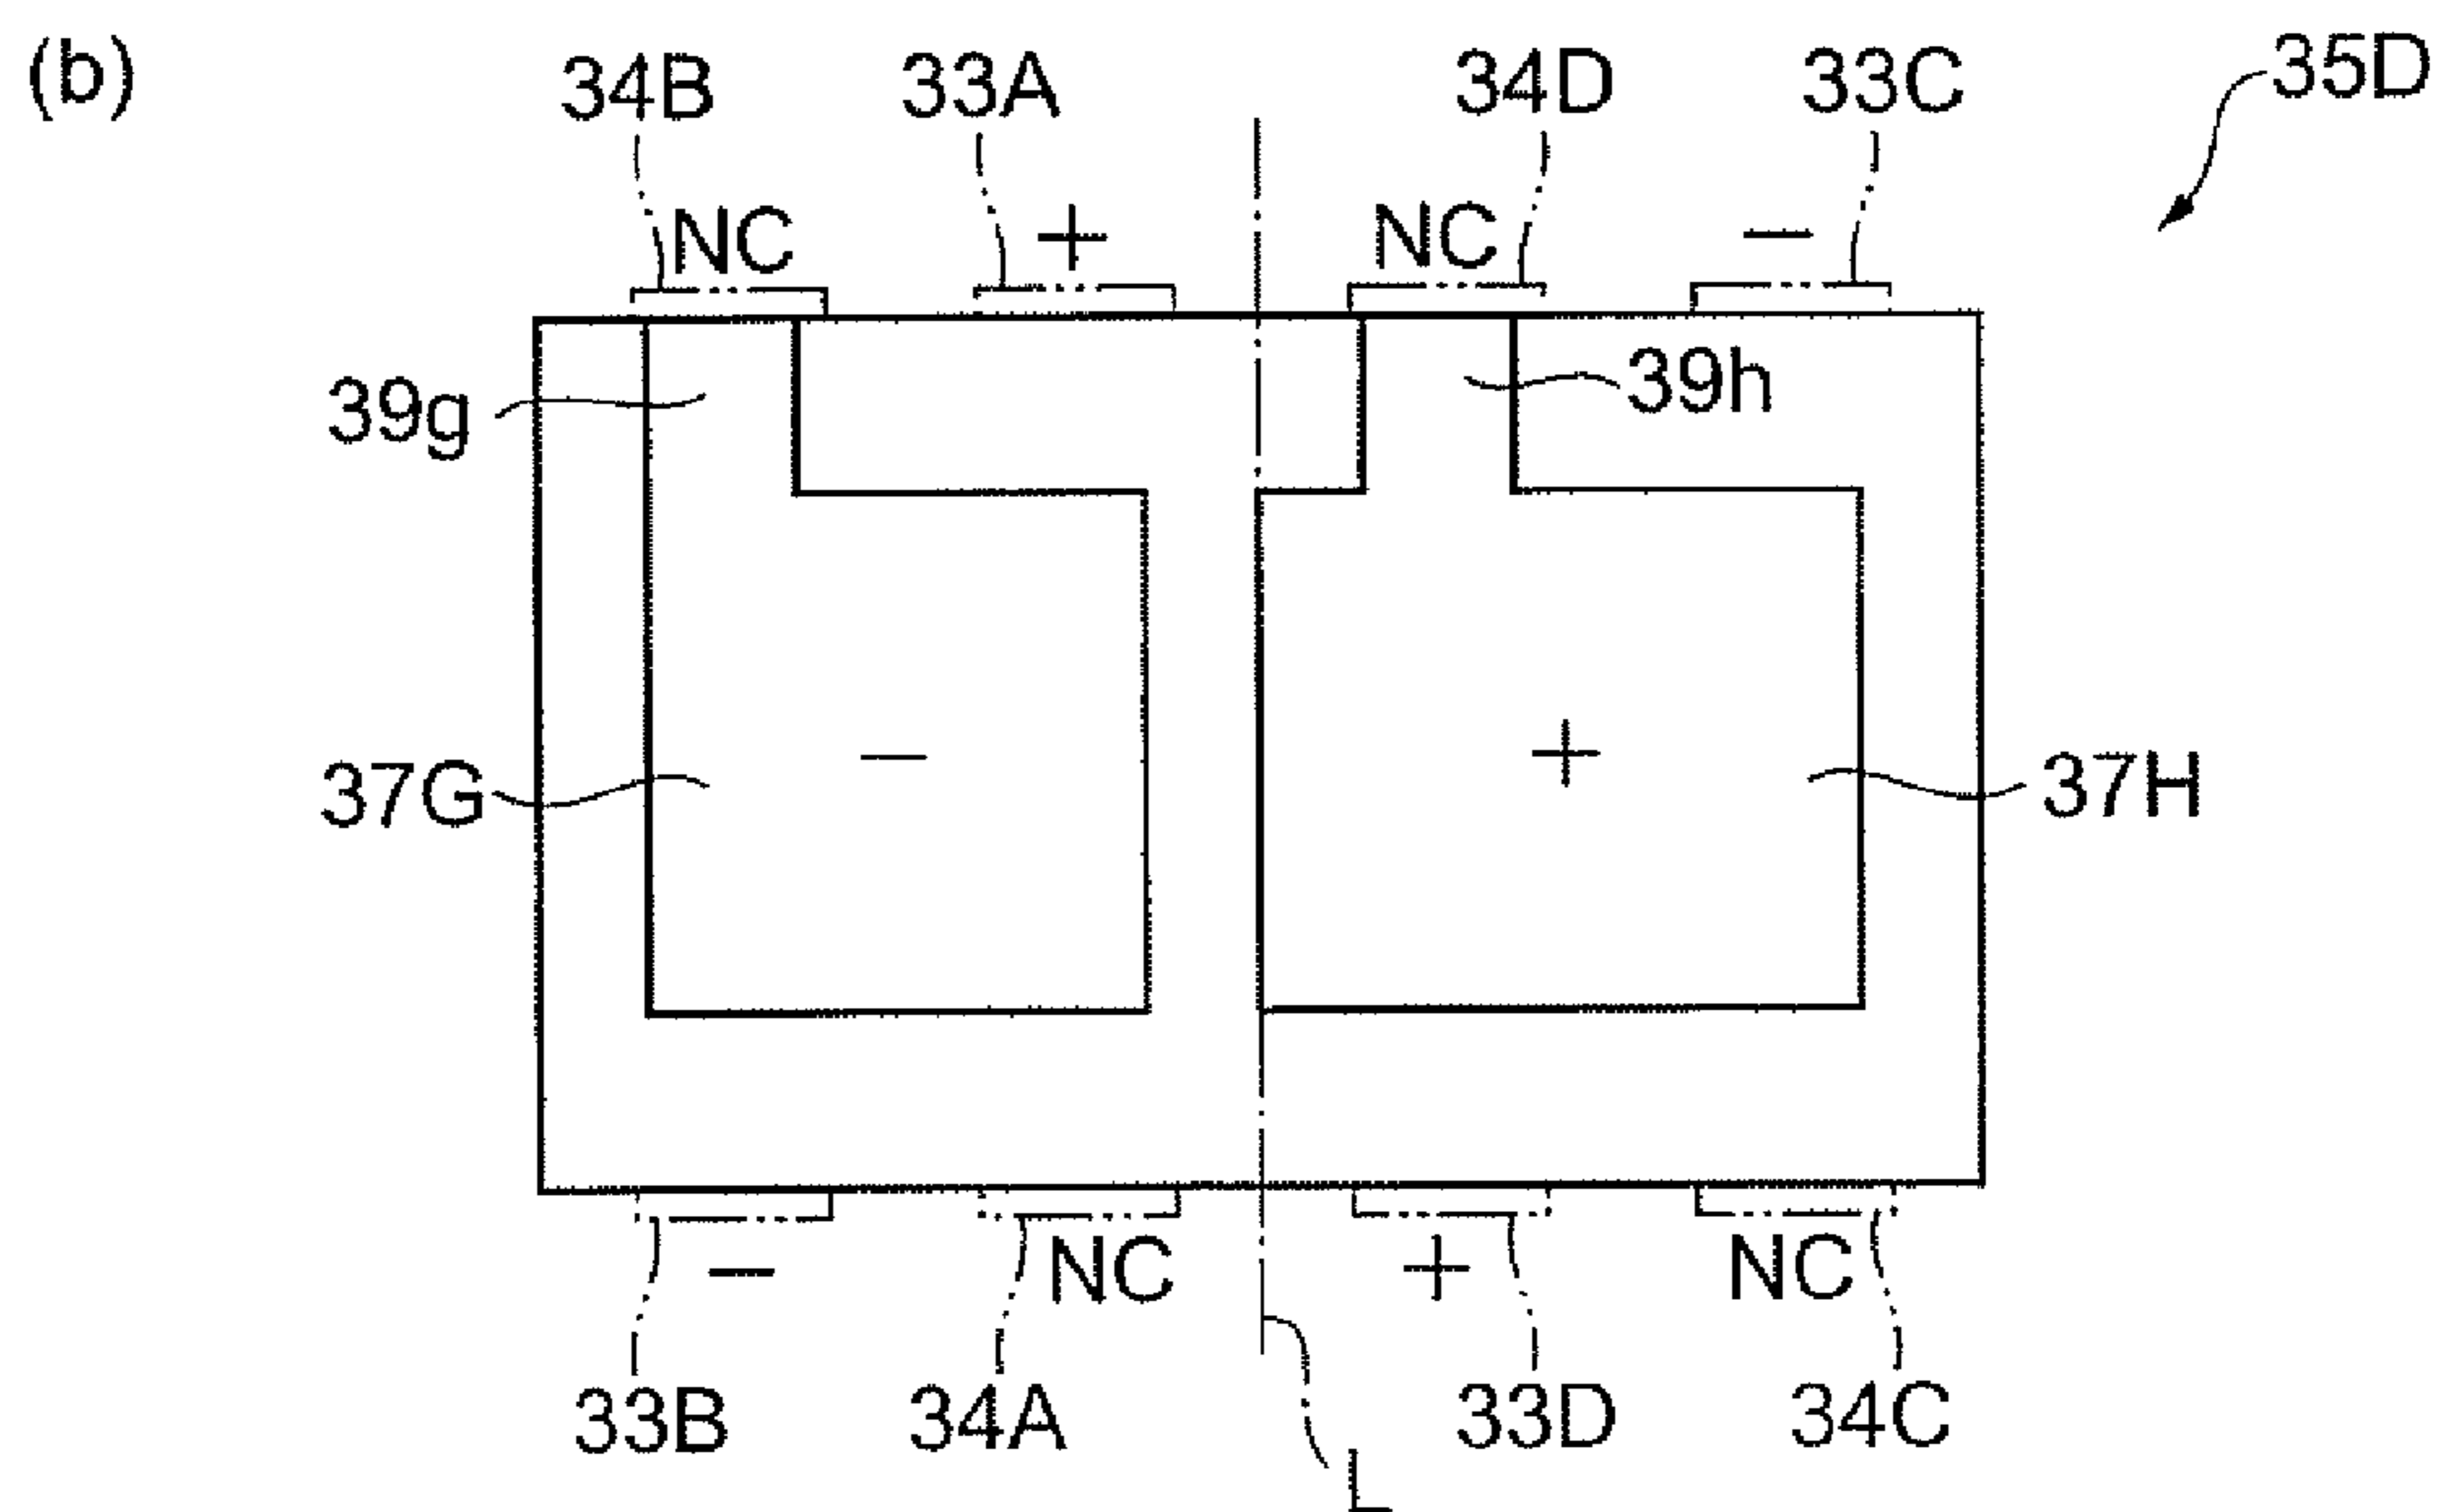 (b) 34B 33A 34D 33C 35D
NC + NC −
39g 39h
− +
37G 37H
− NC + NC
33B 34A 33D 34C
L